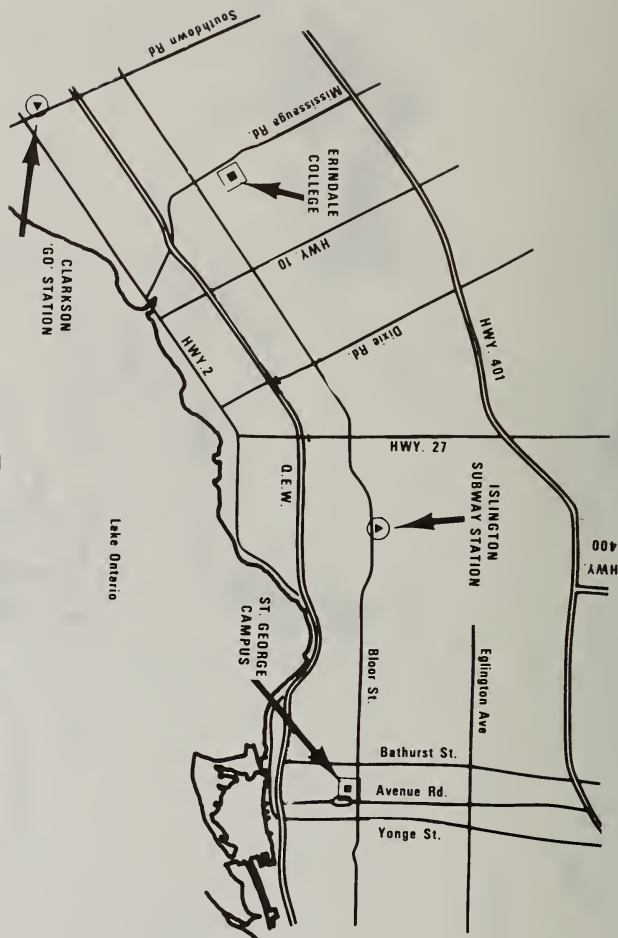 Southdown Rd
Mississauga Rd.
ERINDALE
COLLEGE
HWY. 10
Dixie Rd.
HWY. 401
CLARKSON
'GO' STATION
HWY. 2
Q.E.W.
HWY. 27
ISLINGTON
SUBWAY STATION
HWY.
400
Lake Ontario
ST. GEORGE
CAMPUS
Bloor St.
Eglington Ave
Bathurst St.
Avenue Rd.
Yonge St.